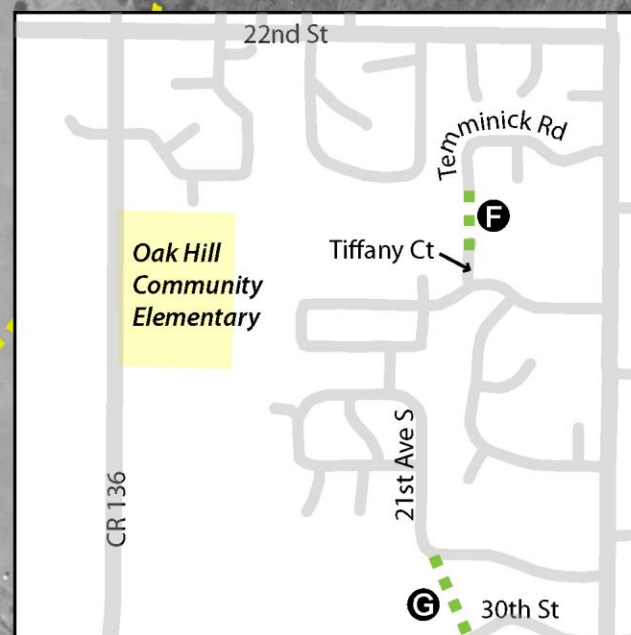 22nd St
Temminick Rd
F
Tiffany Ct
Oak Hill
Community
Elementary
21st Ave S
CR 136
G
30th St